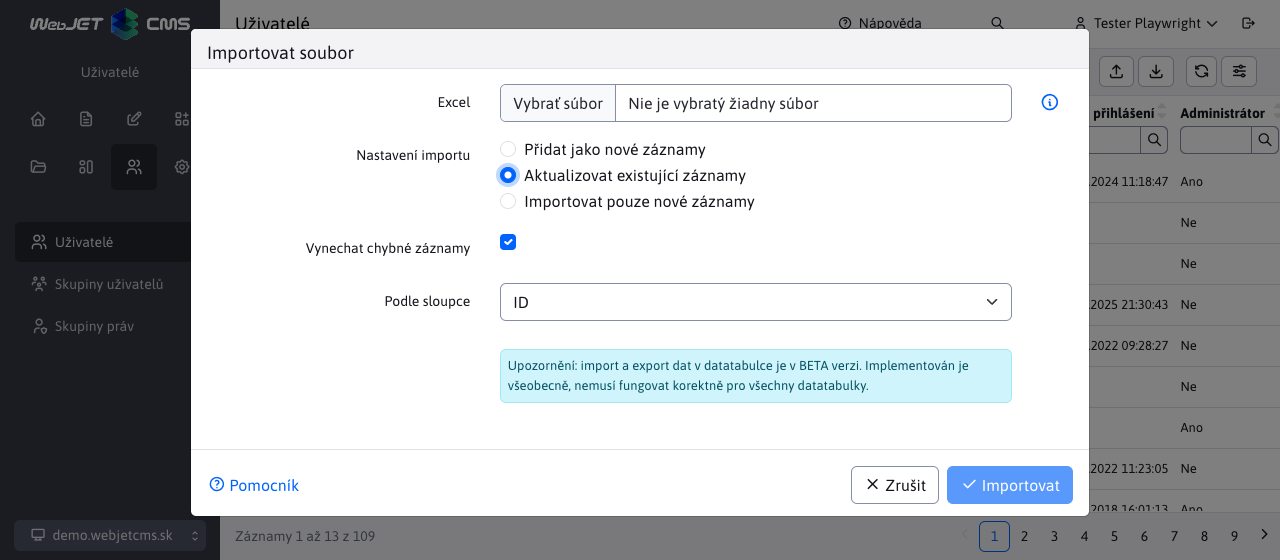 WebJET CMS
Uživatelé
Nápověda
Tester Playwright
Uživatelé
Importovat soubor
Excel
Vybrať súbor
Nie je vybratý žiadny súbor
Nastavení importu
Přidat jako nové záznamy
Aktualizovat existující záznamy
Importovat pouze nové záznamy
Vynechat chybné záznamy
Podle sloupce
ID
Upozornění: import a export dat v datatabulce je v BETA verzi. Implementován je
všeobecně, nemusí fungovat korektně pro všechny datatabulky.
Pomocník
Zrušit
Importovat
Uživatelé
Skupiny uživatelů
Skupiny práv
přihlášení
Administrátor
2024 11:18:47 Ano
Ne
Ne
2025 21:30:43 Ne
2022 09:28:27 Ne
Ne
Ano
2022 11:23:05 Ne
2018 16:01:13 Ano
demo.webjetcms.sk
Záznamy 1 až 13 z 109
1 2 3 4 5 6 7 8 9